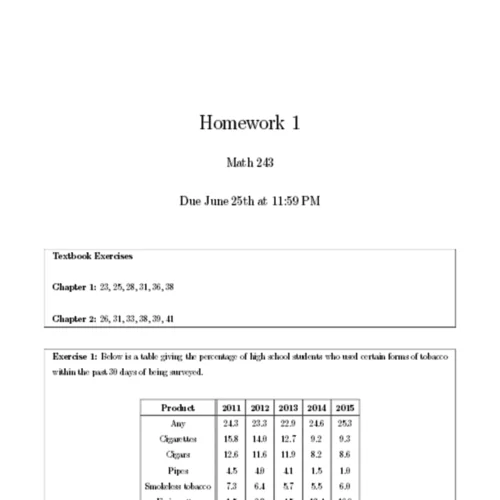 Homework 1
Math 243
Due June 25th at 11:59 PM
Textbook Exercises
Chapter 1: 23, 25, 28, 31, 36, 38
Chapter 2: 26, 31, 33, 38, 39, 41
Exercise 1: Below is a table giving the percentage of high school students who used certain forms of tobacco
within the past 30 days of being surveyed.
Product 2011 2012 2013 2014 2015
Any 24.3 23.3 22.9 24.6 25.3
Cigarettes 15.8 14.0 12.7 9.2 9.3
Cigars 12.6 11.6 11.9 8.2 8.6
Pipes 4.5 4.0 4.1 1.5 1.0
Smokeless tobacco 7.3 6.4 5.7 5.5 6.0